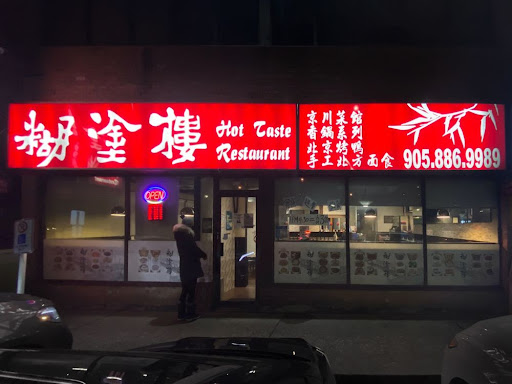 糊塗樓
Hot Taste
Restaurant
京川菜館
香鍋系列
北京烤鴨
手工北方面食
905.886.9989
OPEN